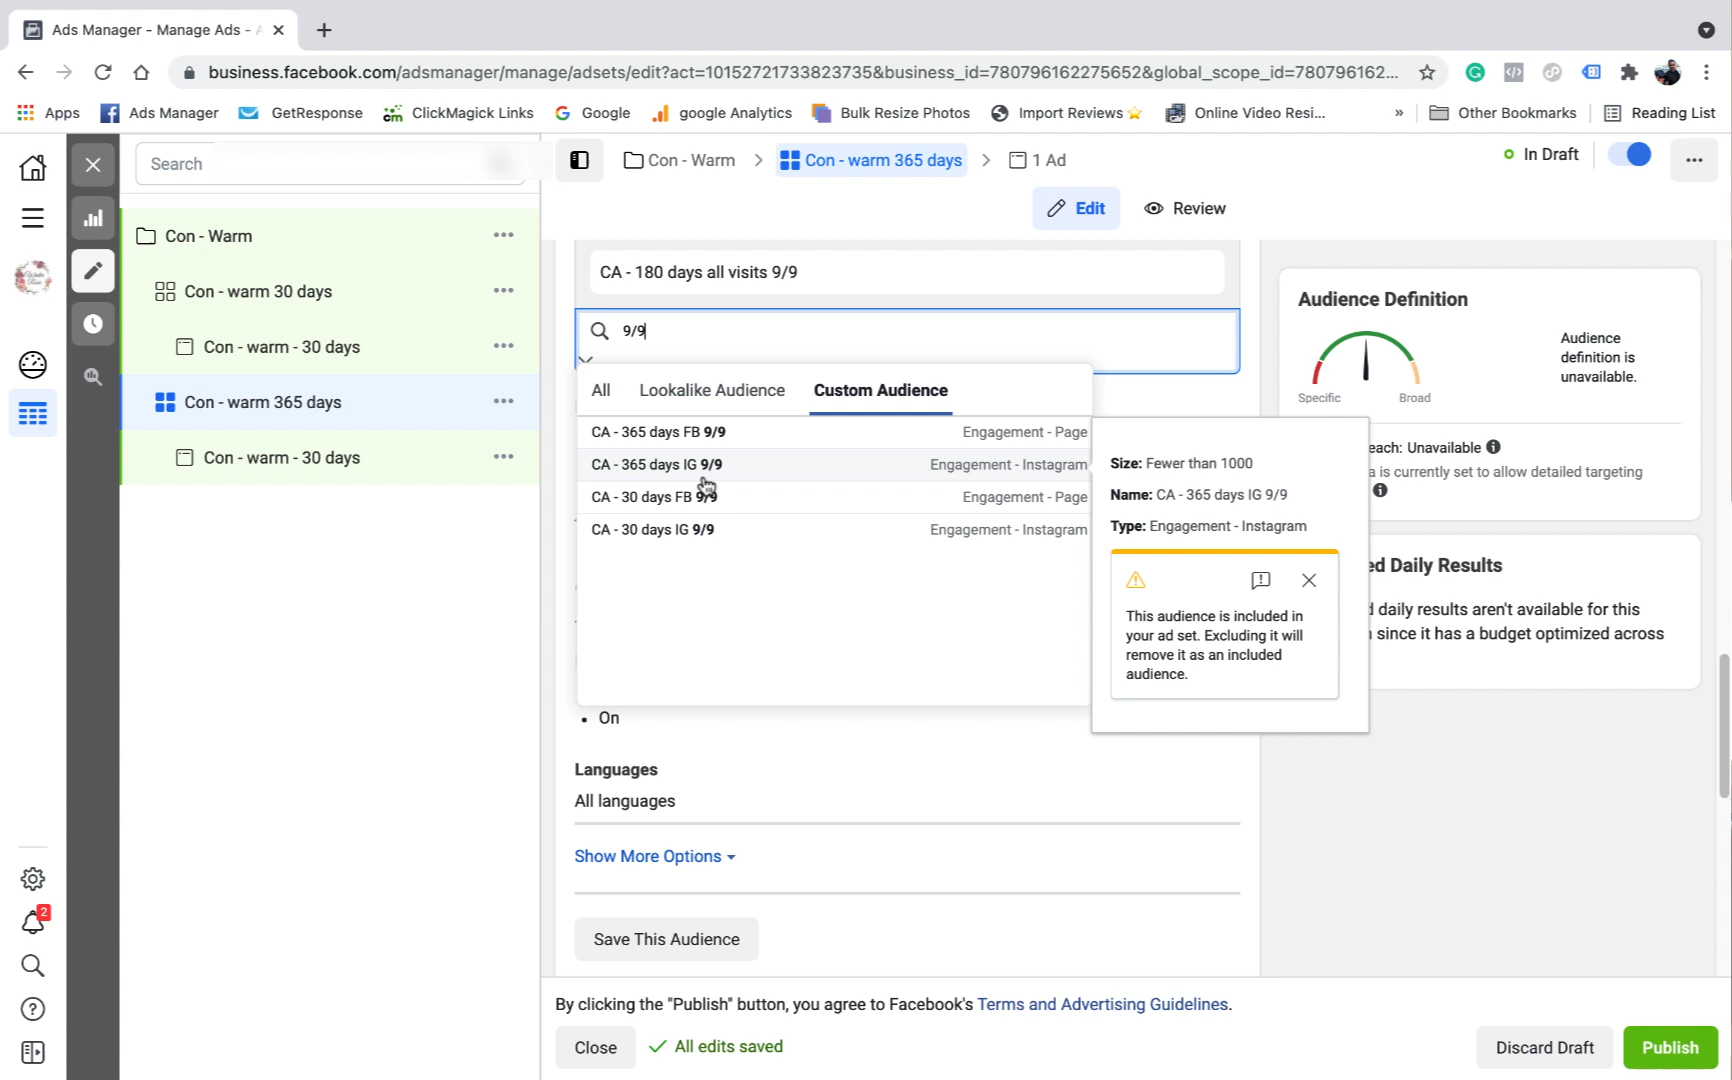 Ads Manager - Manage Ads - A
business.facebook.com/adsmanager/manage/adsets/edit?act=10152721733823735&business_id=780796162275652&global_scope_id=780796162...
Apps
Ads Manager
GetResponse
cm ClickMagick Links
Google
google Analytics
Bulk Resize Photos
Import Reviews
Online Video Resi...
»
Other Bookmarks
Reading List
Search
Con - Warm
Con - warm 365 days
1 Ad
In Draft
Edit
Review
Con - Warm
Con - warm 30 days
Con - warm - 30 days
Con - warm 365 days
Con - warm - 30 days
CA - 180 days all visits 9/9
9/9
All
Lookalike Audience
Custom Audience
CA - 365 days FB 9/9 Engagement - Page
CA - 365 days IG 9/9 Engagement - Instagram
CA - 30 days FB 9/9 Engagement - Page
CA - 30 days IG 9/9 Engagement - Instagram
Size: Fewer than 1000
Name: CA - 365 days IG 9/9
Type: Engagement - Instagram
This audience is included in
your ad set. Excluding it will
remove it as an included
audience.
• On
Languages
All languages
Show More Options
Save This Audience
Audience Definition
Specific
Broad
Audience
definition is
unavailable.
each: Unavailable
a is currently set to allow detailed targeting
ed Daily Results
d daily results aren't available for this
since it has a budget optimized across
2
By clicking the "Publish" button, you agree to Facebook's Terms and Advertising Guidelines.
Close
All edits saved
Discard Draft
Publish